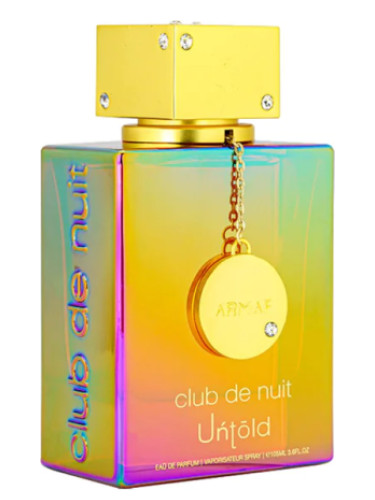 club de nuit
ARMAF
club de nuit
Untold
EAU DE PARFUM | VAPORISATEUR SPRAY | ℮105ML 3.6FL.OZ